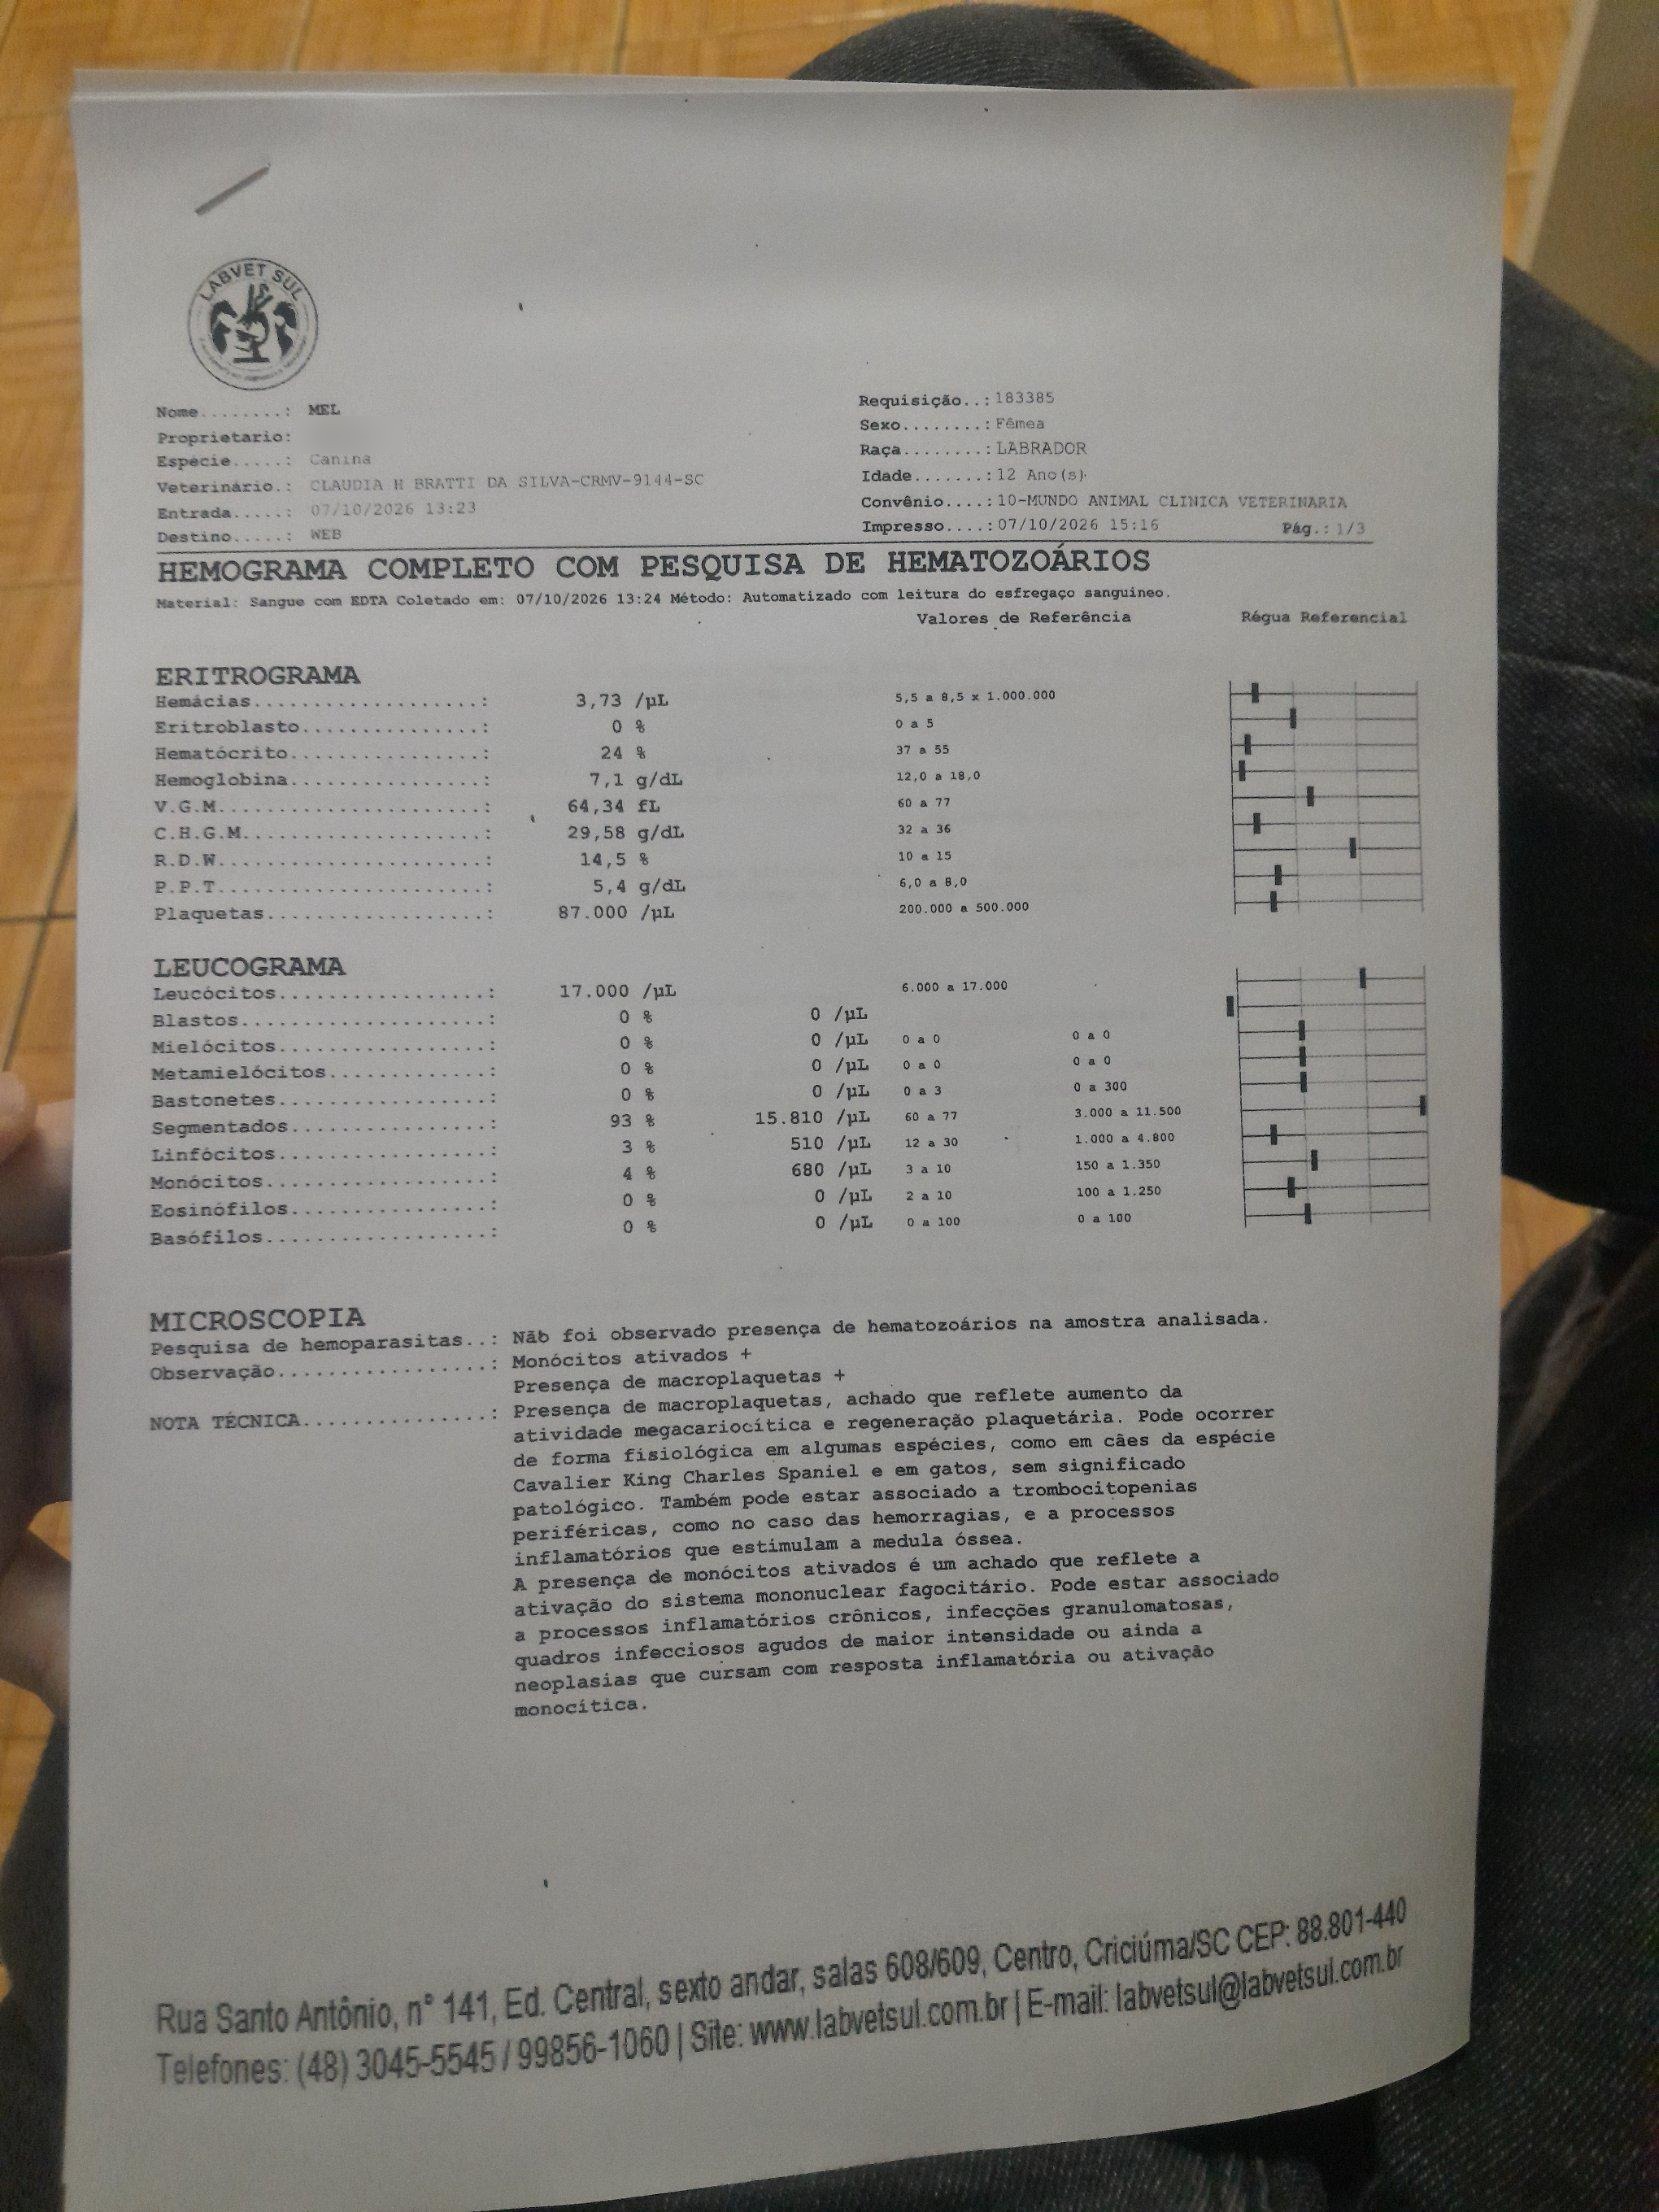 LABVET SUL
Nome........: MEL
Proprietario:
Espécie.....: Canina
Veterinário.: CLAUDIA H BRATTI DA SILVA-CRMV-9144-SC
Entrada.....: 07/10/2026 13:23
Destino.....: WEB
Requisição..: 183385
Sexo........: Fêmea
Raça........: LABRADOR
Idade.......: 12 Ano(s)
Convênio....: 10-MUNDO ANIMAL CLINICA VETERINARIA
Impresso....: 07/10/2026 15:16 Pág.: 1/3
HEMOGRAMA COMPLETO COM PESQUISA DE HEMATOZOÁRIOS
Material: Sangue com EDTA Coletado em: 07/10/2026 13:24 Método: Automatizado com leitura do esfregaço sanguineo.
Valores de Referência Régua Referencial
ERITROGRAMA
Hemácias...................: 3,73 /µL 5,5 a 8,5 x 1.000.000
Eritroblasto...............: 0 % 0 a 5
Hematócrito................: 24 % 37 a 55
Hemoglobina................: 7,1 g/dL 12,0 a 18,0
V.G.M......................: 64,34 fL 60 a 77
C.H.G.M....................: 29,58 g/dL 32 a 36
R.D.W......................: 14,5 % 10 a 15
P.P.T......................: 5,4 g/dL 6,0 a 8,0
Plaquetas..................: 87.000 /µL 200.000 a 500.000
LEUCOGRAMA
Leucócitos.................: 17.000 /µL 6.000 a 17.000
Blastos....................: 0 % 0 /µL
Mielócitos.................: 0 % 0 /µL 0 a 0 0 a 0
Metamielócitos.............: 0 % 0 /µL 0 a 0 0 a 0
Bastonetes.................: 0 % 0 /µL 0 a 3 0 a 300
Segmentados................: 93 % 15.810 /µL 60 a 77 3.000 a 11.500
Linfócitos.................: 3 % 510 /µL 12 a 30 1.000 a 4.800
Monócitos..................: 4 % 680 /µL 3 a 10 150 a 1.350
Eosinófilos................: 0 % 0 /µL 2 a 10 100 a 1.250
Basófilos..................: 0 % 0 /µL 0 a 100 0 a 100
MICROSCOPIA
Pesquisa de hemoparasitas..: Não foi observado presença de hematozoários na amostra analisada.
Observação.................: Monócitos ativados +
Presença de macroplaquetas +
NOTA TÉCNICA...............: Presença de macroplaquetas, achado que reflete aumento da
atividade megacariocítica e regeneração plaquetária. Pode ocorrer
de forma fisiológica em algumas espécies, como em cães da espécie
Cavalier King Charles Spaniel e em gatos, sem significado
patológico. Também pode estar associado a trombocitopenias
periféricas, como no caso das hemorragias, e a processos
inflamatórios que estimulam a medula óssea.
A presença de monócitos ativados é um achado que reflete a
ativação do sistema mononuclear fagocitário. Pode estar associado
a processos inflamatórios crônicos, infecções granulomatosas,
quadros infecciosos agudos de maior intensidade ou ainda a
neoplasias que cursam com resposta inflamatória ou ativação
monocítica.
Rua Santo Antônio, n° 141, Ed. Central, sexto andar, salas 608/609, Centro, Criciúma/SC CEP: 88.801-440
Telefones: (48) 3045-5545 / 99856-1060 | Site: www.labvetsul.com.br | E-mail: labvetsul@labvetsul.com.br